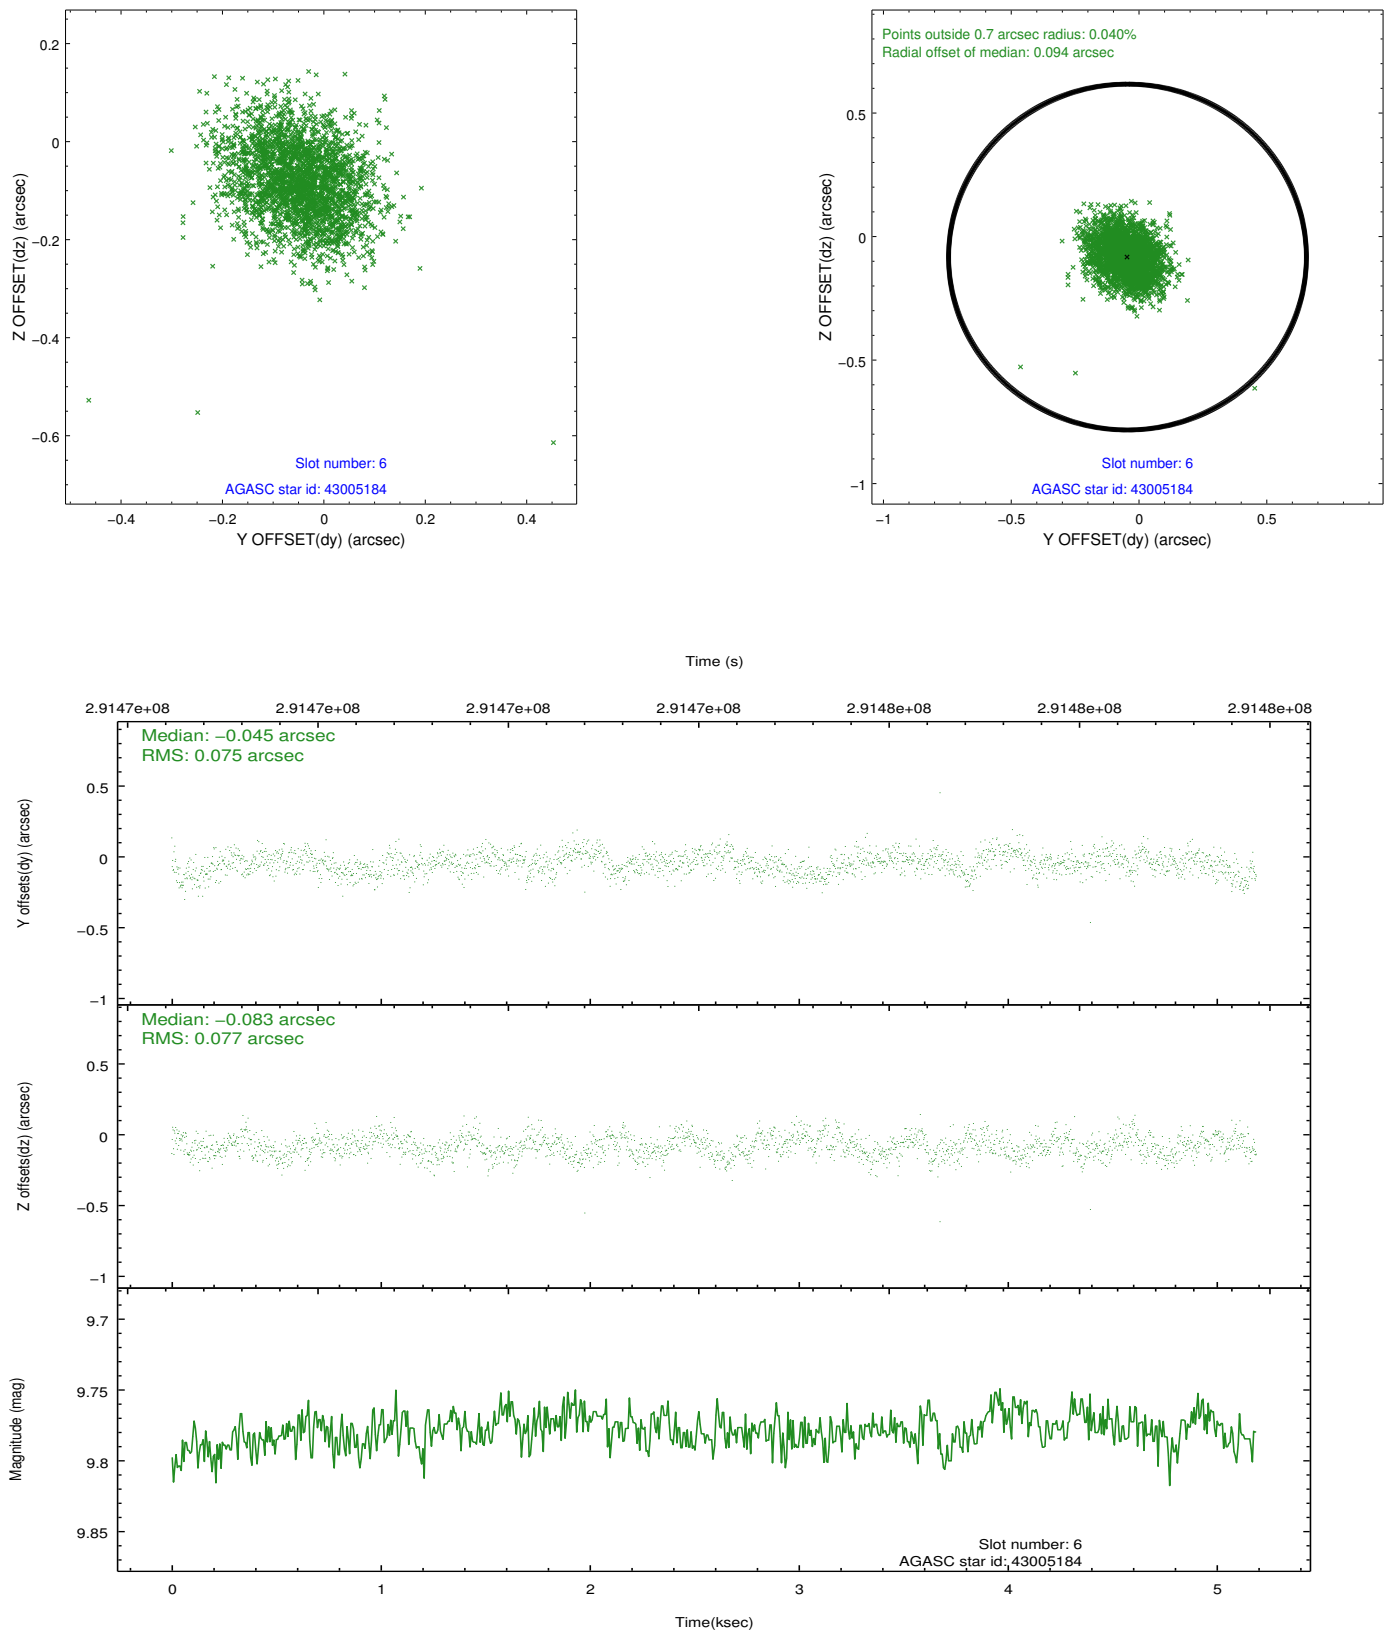 0.2
0
−0.2
−0.4
−0.6
Z OFFSET(dz) (arcsec)
Slot number: 6
AGASC star id: 43005184
−0.4
−0.2
0
0.2
0.4
Y OFFSET(dy) (arcsec)
Points outside 0.7 arcsec radius: 0.040%
Radial offset of median: 0.094 arcsec
0.5
0
−0.5
−1
Z OFFSET(dz) (arcsec)
Slot number: 6
AGASC star id: 43005184
−1
−0.5
0
0.5
Y OFFSET(dy) (arcsec)
Time (s)
2.9147e+08
2.9147e+08
2.9147e+08
2.9147e+08
2.9148e+08
2.9148e+08
2.9148e+08
Median: −0.045 arcsec
RMS: 0.075 arcsec
0.5
0
−0.5
−1
Y offsets(dy) (arcsec)
Median: −0.083 arcsec
RMS: 0.077 arcsec
0.5
0
−0.5
−1
Z offsets(dz) (arcsec)
9.7
9.75
9.8
9.85
Magnitude (mag)
Slot number: 6
AGASC star id: 43005184
0
1
2
3
4
5
Time(ksec)